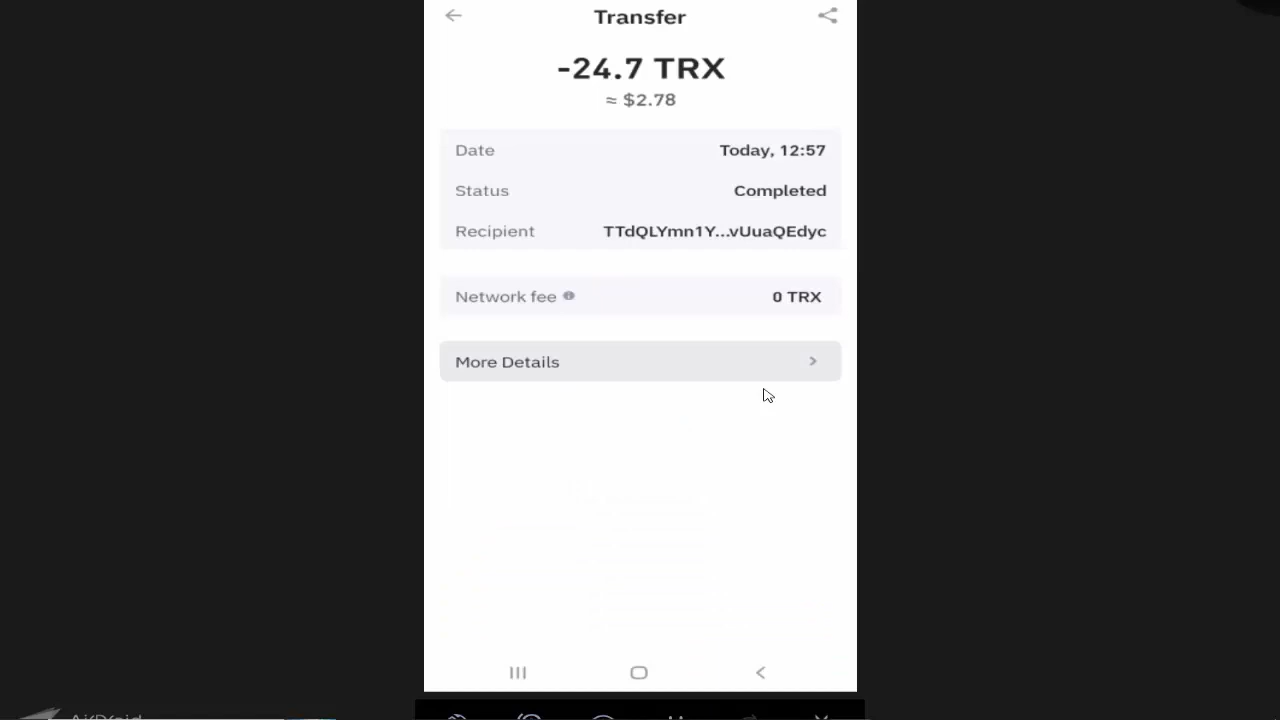 Transfer
-24.7 TRX
≈ $2.78
Date Today, 12:57
Status Completed
Recipient TTdQLYmn1Y...vUuaQEdyc
Network fee 0 TRX
More Details
AirDroid